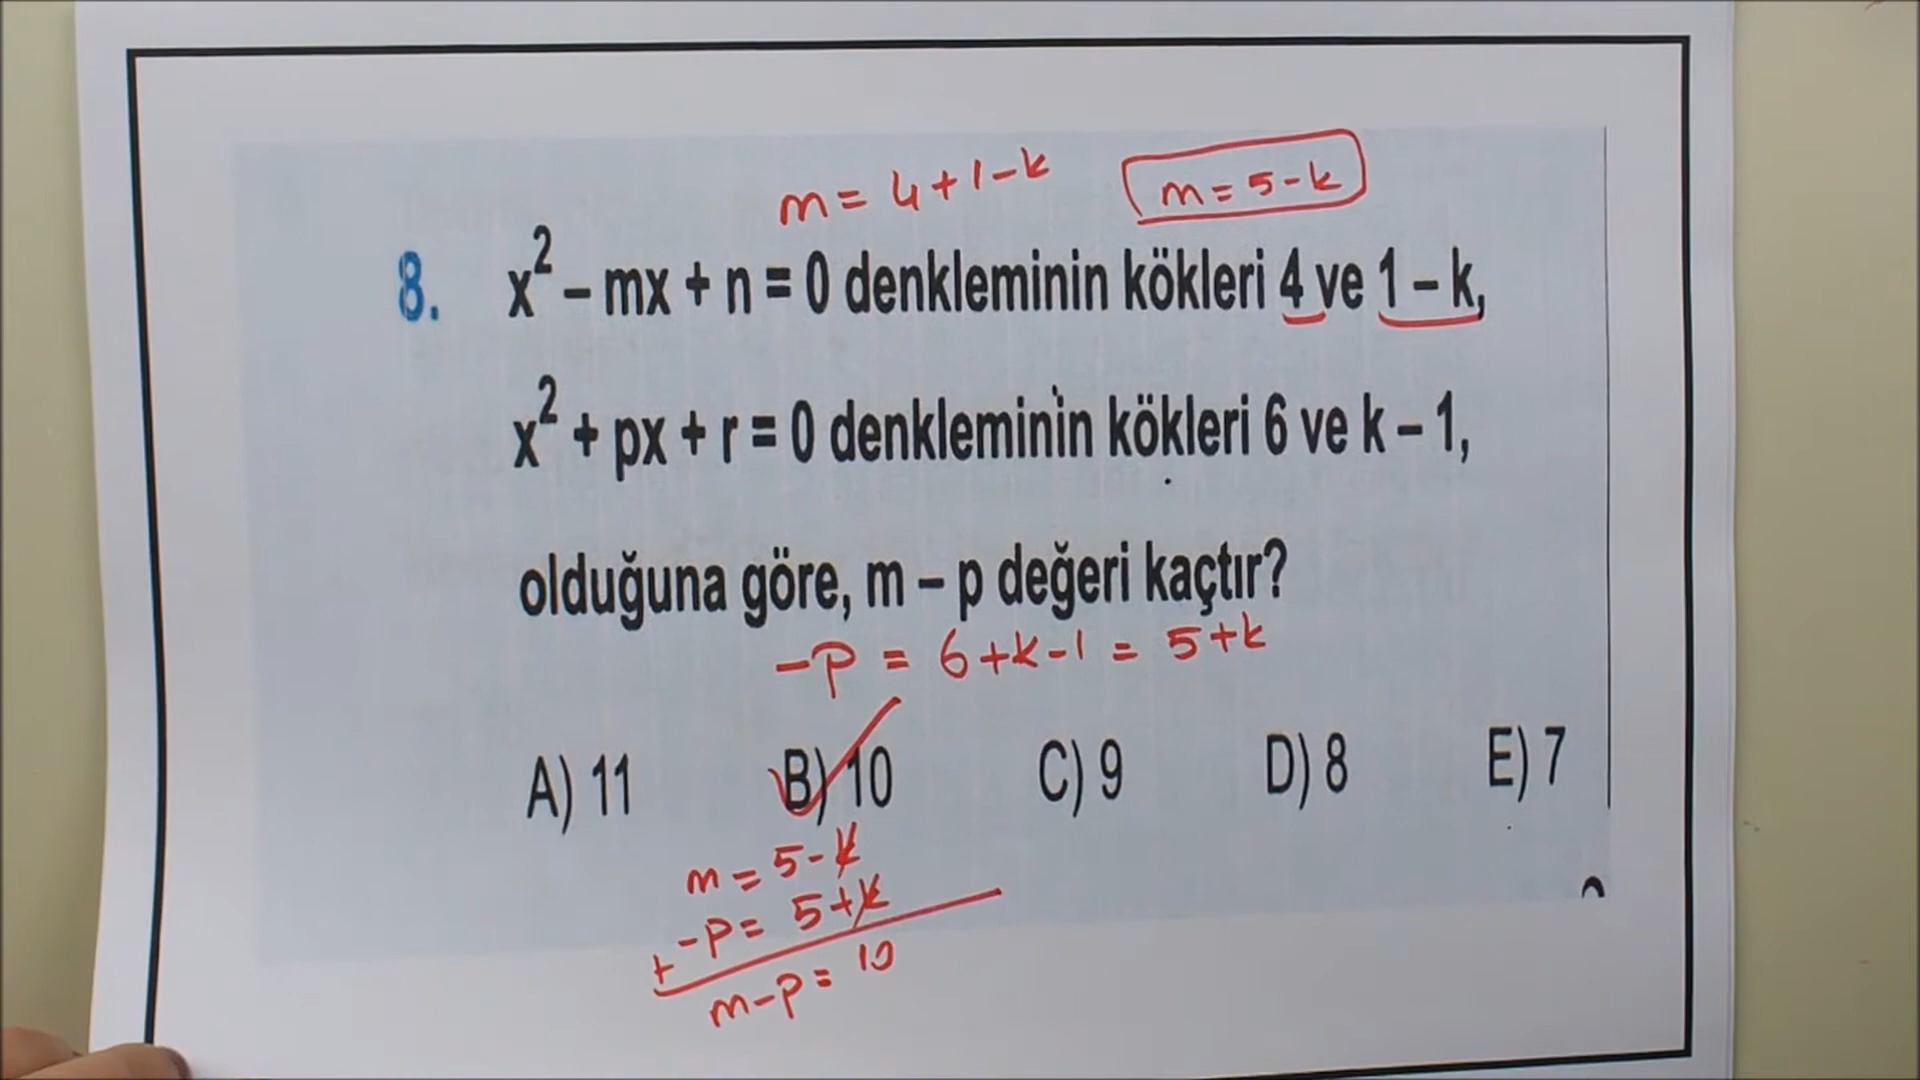 m = 4 + 1 - k
m = 5 - k
8. x² – mx + n = 0 denkleminin kökleri 4 ve 1 – k,
x² + px + r = 0 denkleminin kökleri 6 ve k – 1,
olduğuna göre, m – p değeri kaçtır?
-p = 6 + k - 1 = 5 + k
A) 11 B) 10 C) 9 D) 8 E) 7
m = 5 - k
+ -p = 5 + k
m - p = 10